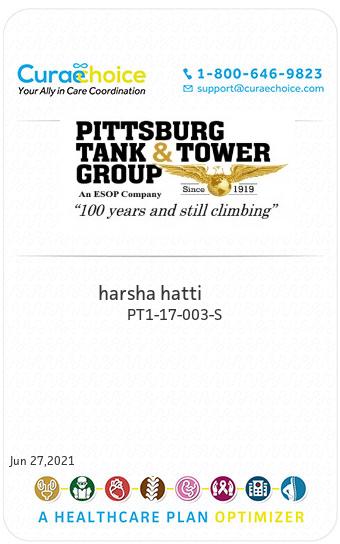 Curaechoice
Your Ally in Care Coordination
1-800-646-9823
support@curaechoice.com
PITTSBURG
TANK & TOWER
GROUP
An ESOP Company
Since 1919
“100 years and still climbing”
harsha hatti
PT1-17-003-S
Jun 27,2021
A HEALTHCARE PLAN OPTIMIZER